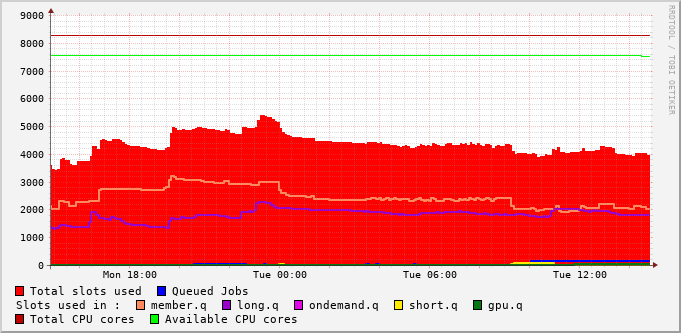 9000
8000
7000
6000
5000
4000
3000
2000
1000
0
Mon 18:00 Tue 00:00 Tue 06:00 Tue 12:00
RRDTOOL / TOBI OETIKER
Total slots used Queued Jobs
Slots used in : member.q long.q ondemand.q short.q gpu.q
Total CPU cores Available CPU cores